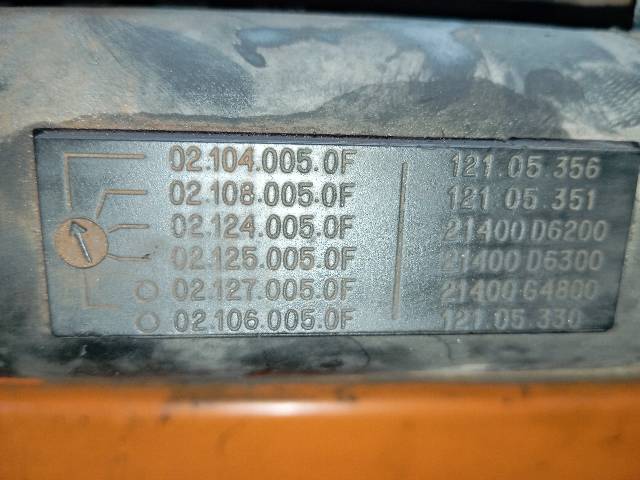 02.104.005.0F 121.05.356
02.108.005.0F 121.05.351
02.124.005.0F 21400 D6200
02.125.005.0F 21400 D6300
02.127.005.0F 21400 G4800
02.106.005.0F 121.05.330